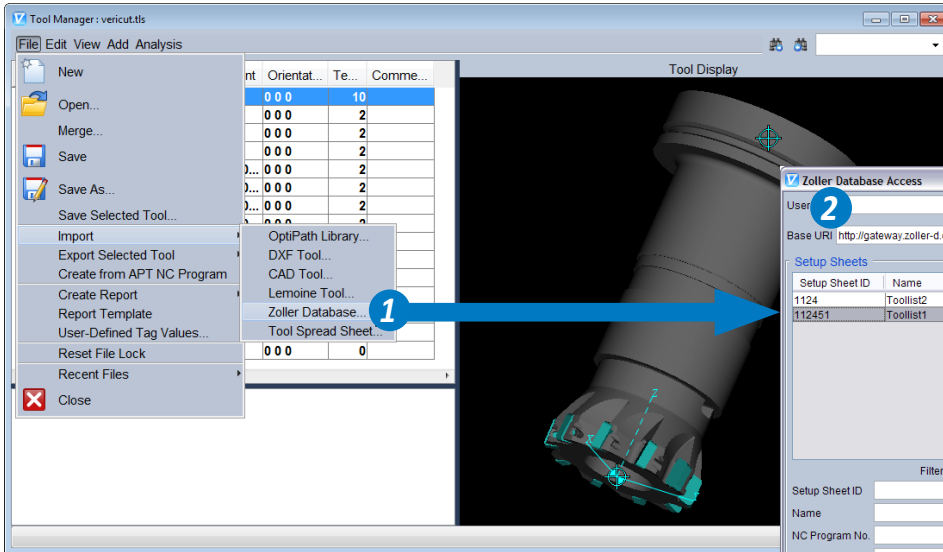 Tool Manager : vericut.tls
File Edit View Add Analysis
Tool Display
New
Open...
Merge...
Save
Save As...
Save Selected Tool...
Import
Export Selected Tool
Create from APT NC Program
Create Report
Report Template
User-Defined Tag Values...
Reset File Lock
Recent Files
Close
OptiPath Library...
DXF Tool...
CAD Tool...
Lemoine Tool...
Zoller Database...
Tool Spread Sheet...
nt Orientat... Te... Comme...
0 0 0 10
0 0 0 2
0 0 0 2
0 0 0 2
0... 0 0 0 2
0... 0 0 0 2
0... 0 0 0 2
0 0 0 0
1
2
Z
X
Zoller Database Access
User
Base URI http://gateway.zoller-d.
Setup Sheets
Setup Sheet ID Name
1124 Toollist2
112451 Toollist1
Filter
Setup Sheet ID
Name
NC Program No.